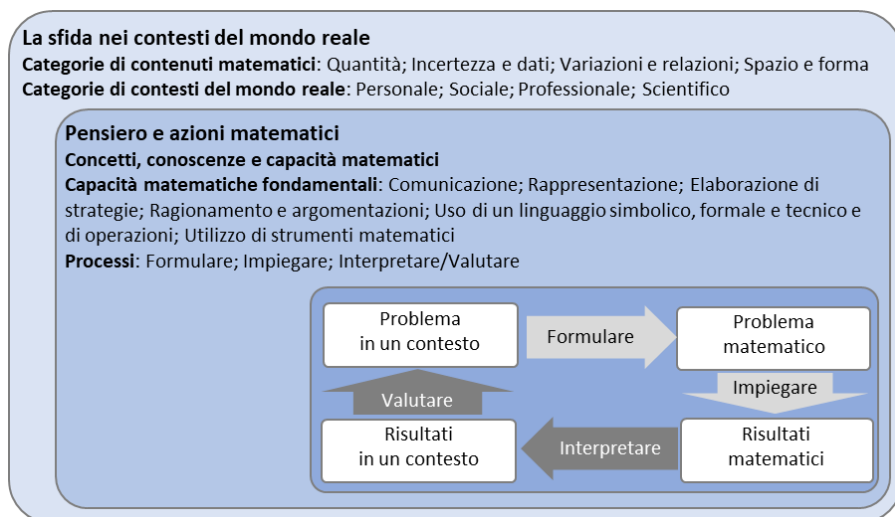 La sfida nei contesti del mondo reale
Categorie di contenuti matematici: Quantità; Incertezza e dati; Variazioni e relazioni; Spazio e forma
Categorie di contesti del mondo reale: Personale; Sociale; Professionale; Scientifico
Pensiero e azioni matematici
Concetti, conoscenze e capacità matematici
Capacità matematiche fondamentali: Comunicazione; Rappresentazione; Elaborazione di
strategie; Ragionamento e argomentazioni; Uso di un linguaggio simbolico, formale e tecnico e
di operazioni; Utilizzo di strumenti matematici
Processi: Formulare; Impiegare; Interpretare/Valutare
Problema
in un contesto
Formulare
Problema
matematico
Impiegare
Valutare
Risultati
in un contesto
Interpretare
Risultati
matematici